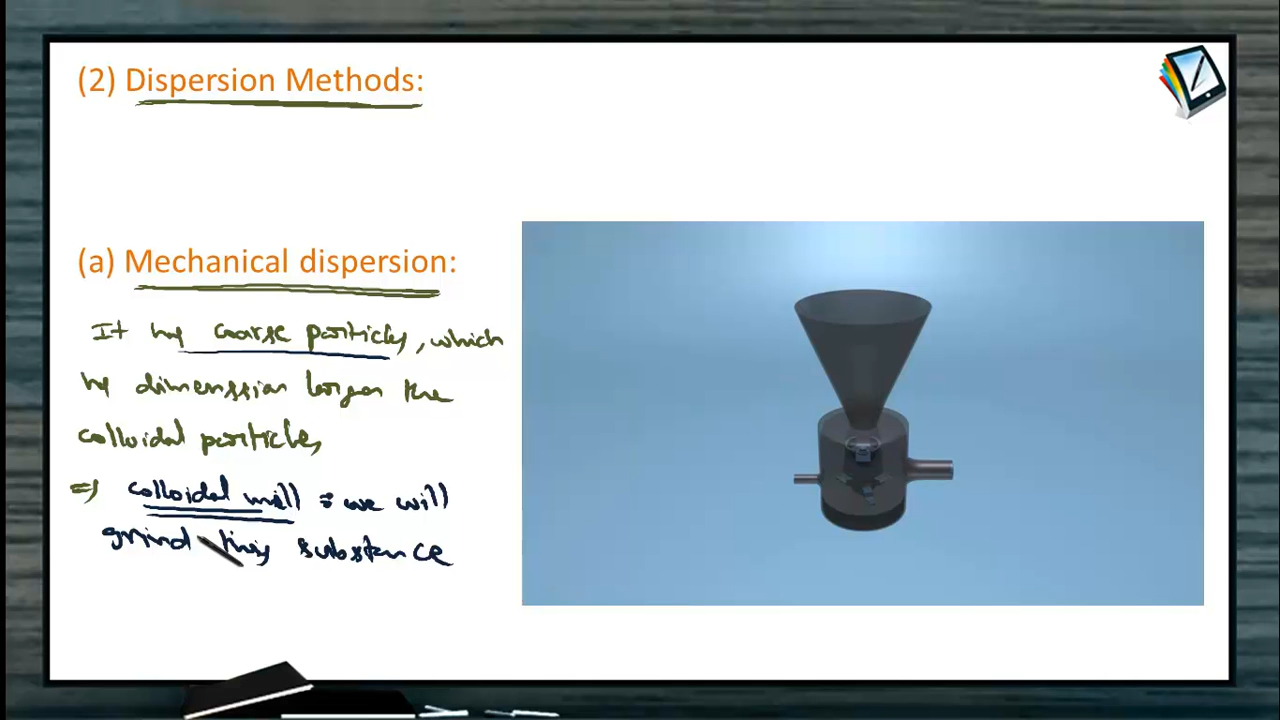 (2) Dispersion Methods:
(a) Mechanical dispersion:
It has coarse particles, which
has dimenssion larger the
colloidal particles
⇒ colloidal mill : we will
grind this substance